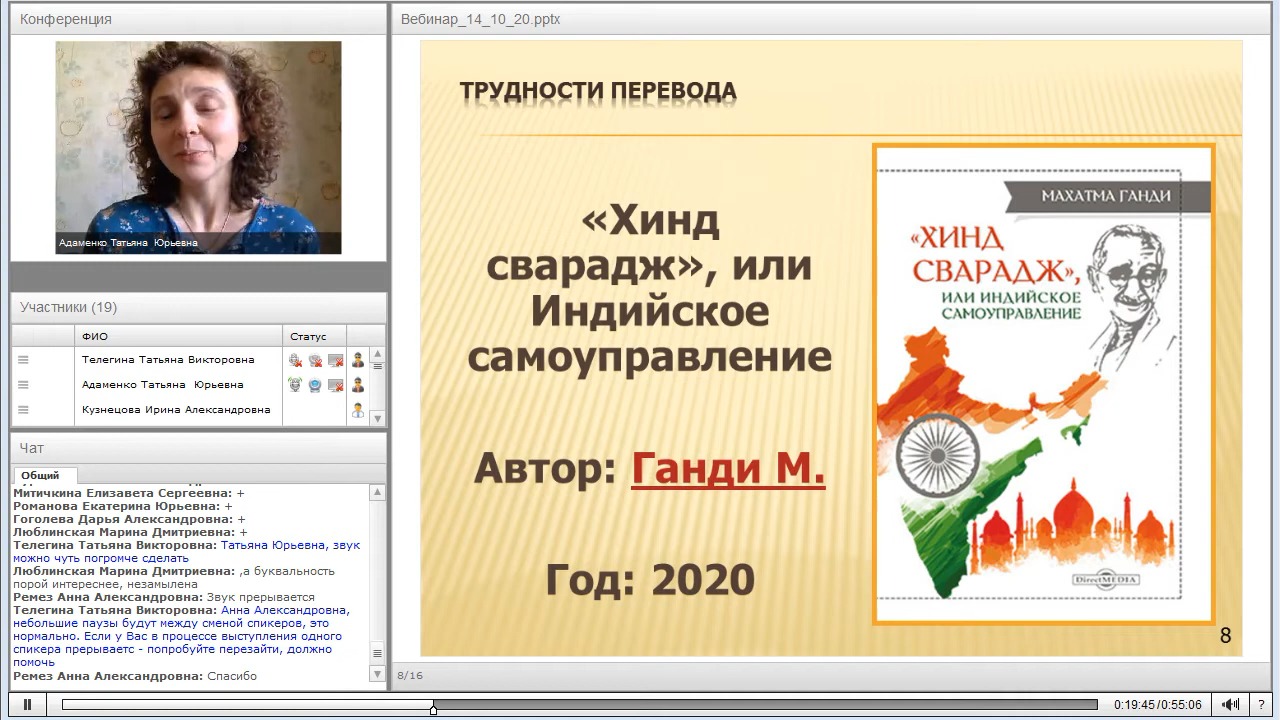 Конференция
Адаменко Татьяна  Юрьевна
Участники (19)
ФИО
Статус
Телегина Татьяна Викторовна
Адаменко Татьяна  Юрьевна
Кузнецова Ирина Александровна
Чат
Общий
Митичкина Елизавета Сергеевна: +
Романова Екатерина Юрьевна: +
Гоголева Дарья Александровна: +
Люблинская Марина Дмитриевна: +
Телегина Татьяна Викторовна: Татьяна Юрьевна, звук
можно чуть погромче сделать
Люблинская Марина Дмитриевна: ,а буквальность
порой интереснее, незамылена
Ремез Анна Александровна: Звук прерывается
Телегина Татьяна Викторовна: Анна Александровна,
небольшие паузы будут между сменой спикеров, это
нормально. Если у Вас в процессе выступления одного
спикера прерываетс - попробуйте перезайти, должно
помочь
Ремез Анна Александровна: Спасибо
Вебинар_14_10_20.pptx
ТРУДНОСТИ ПЕРЕВОДА
«Хинд
сварадж», или
Индийское
самоуправление
Автор: Ганди М.
Год: 2020
МАХАТМА ГАНДИ
«ХИНД
СВАРАДЖ»,
ИЛИ ИНДИЙСКОЕ
САМОУПРАВЛЕНИЕ
DirectMEDIA
8
8/16
0:19:45/0:55:06
?